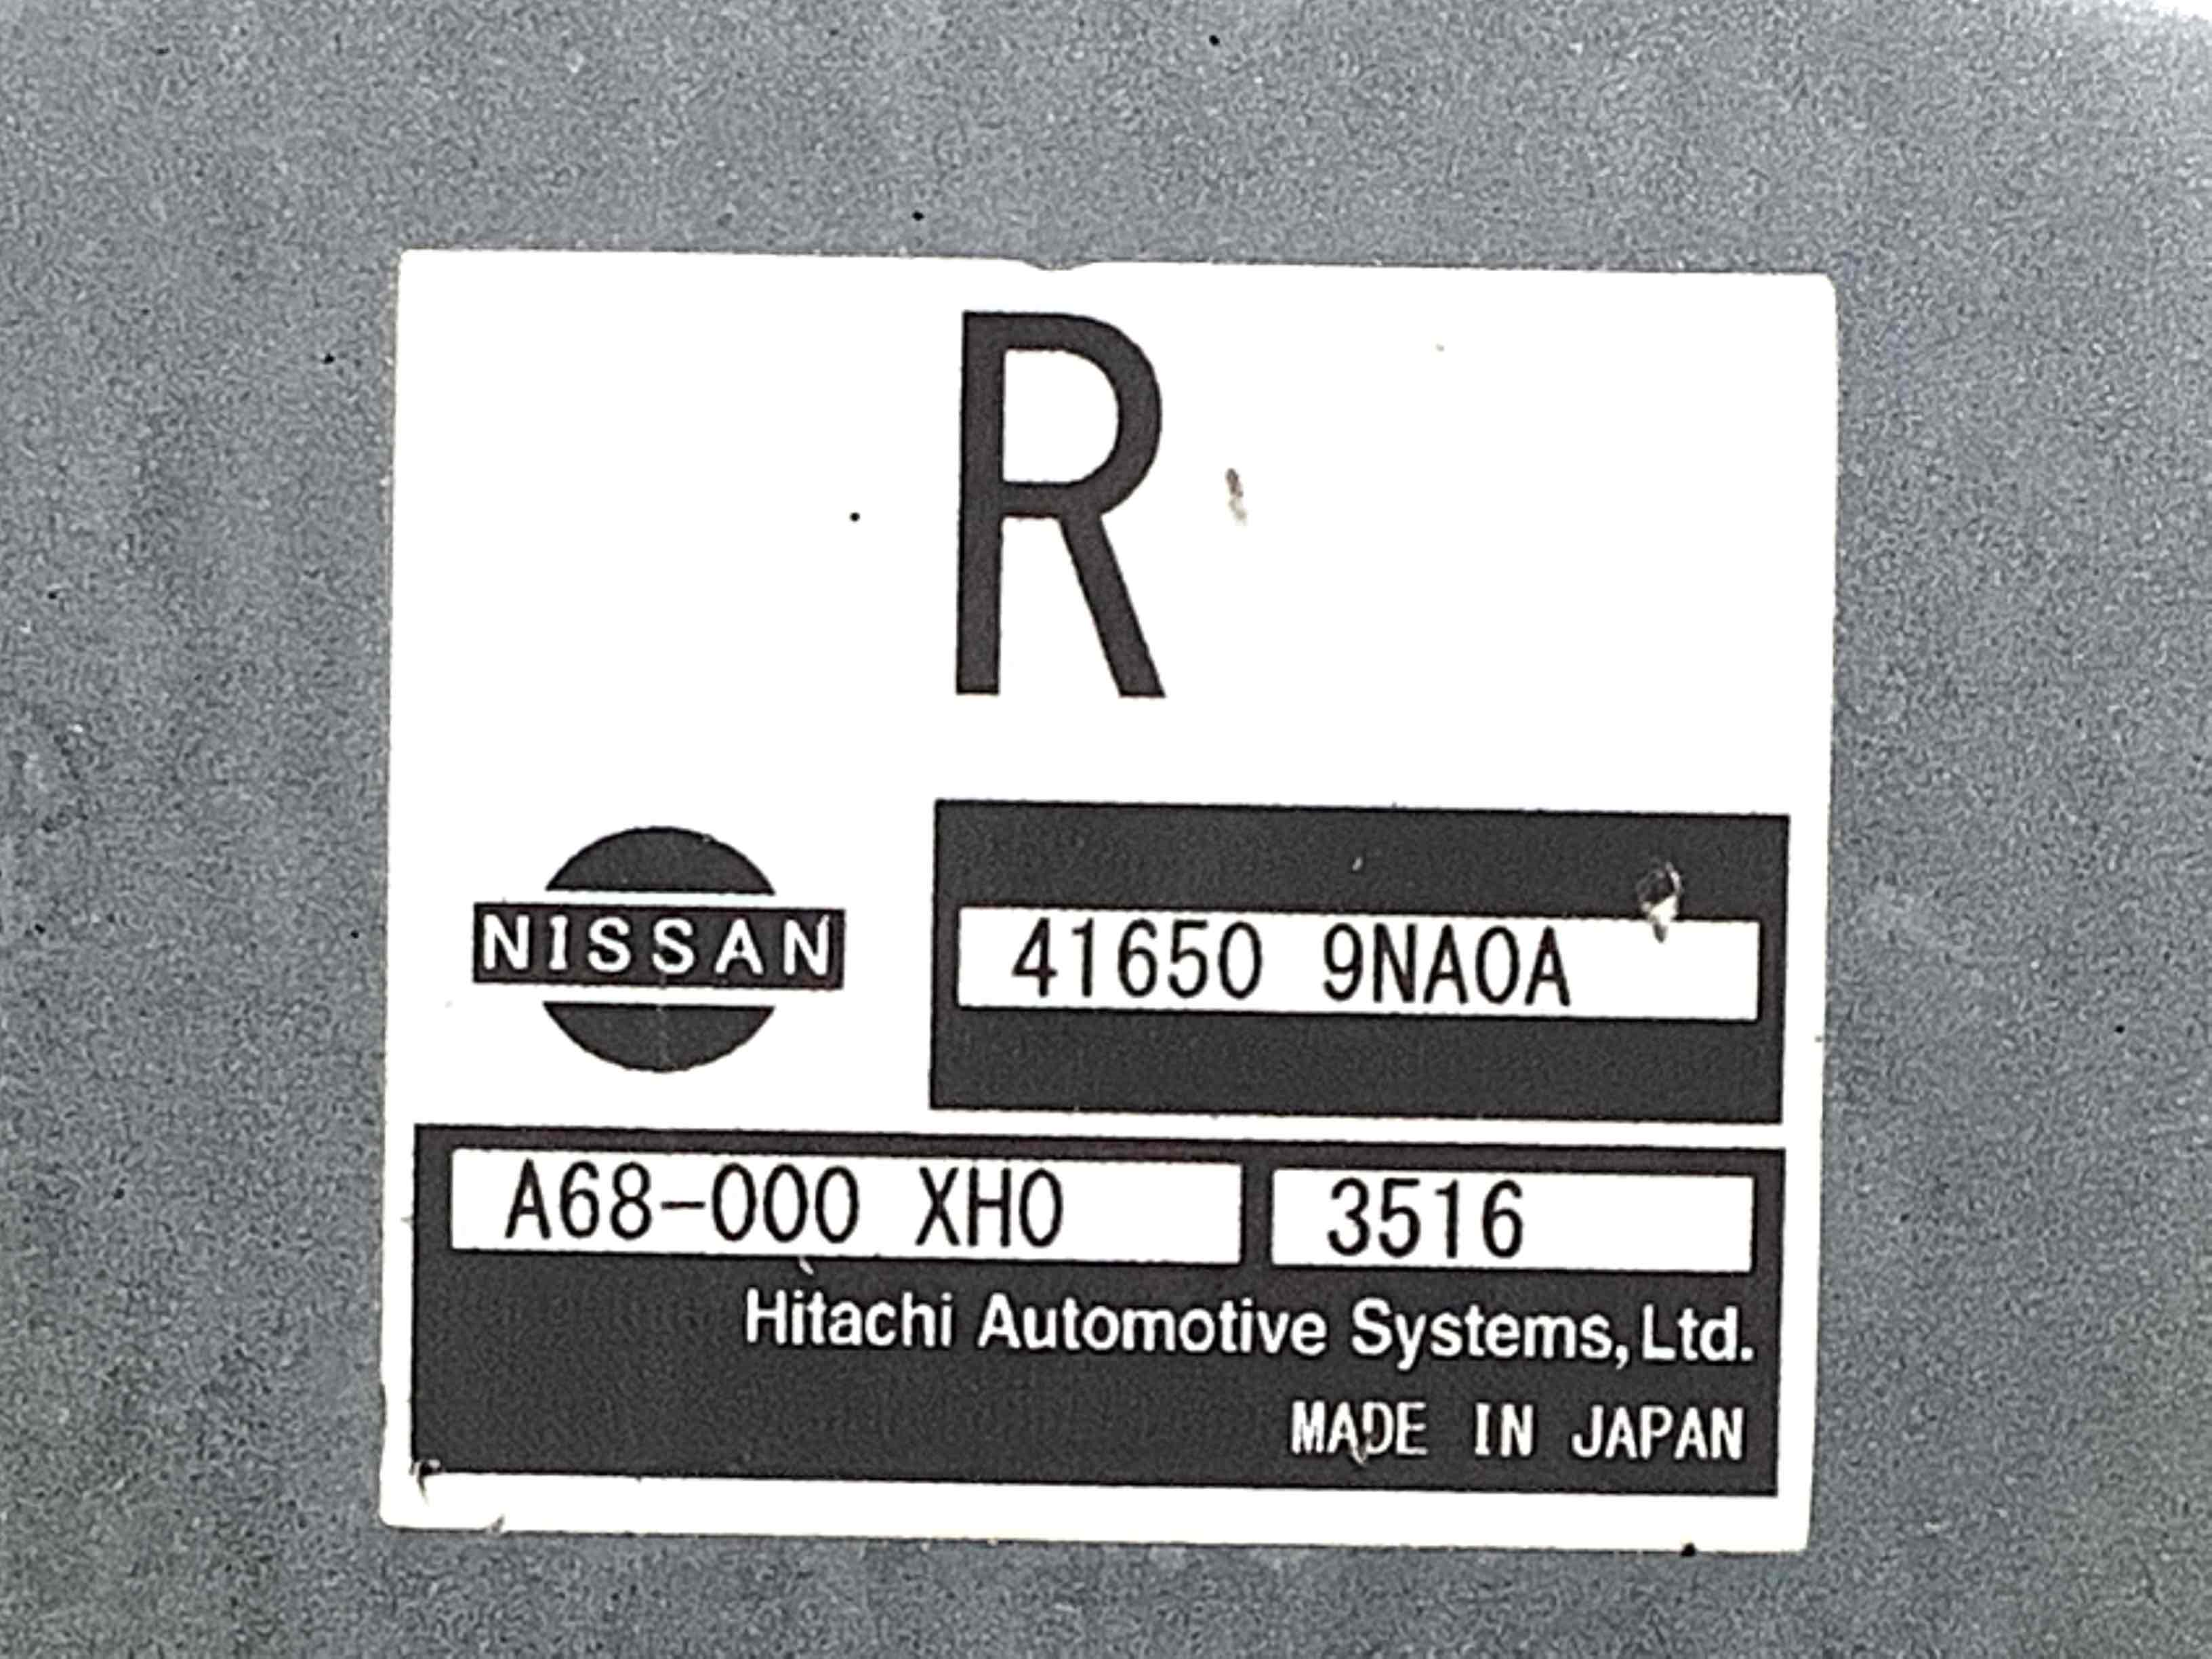 R
NISSAN
41650 9NA0A
A68-000 XH0
3516
Hitachi Automotive Systems, Ltd.
MADE IN JAPAN